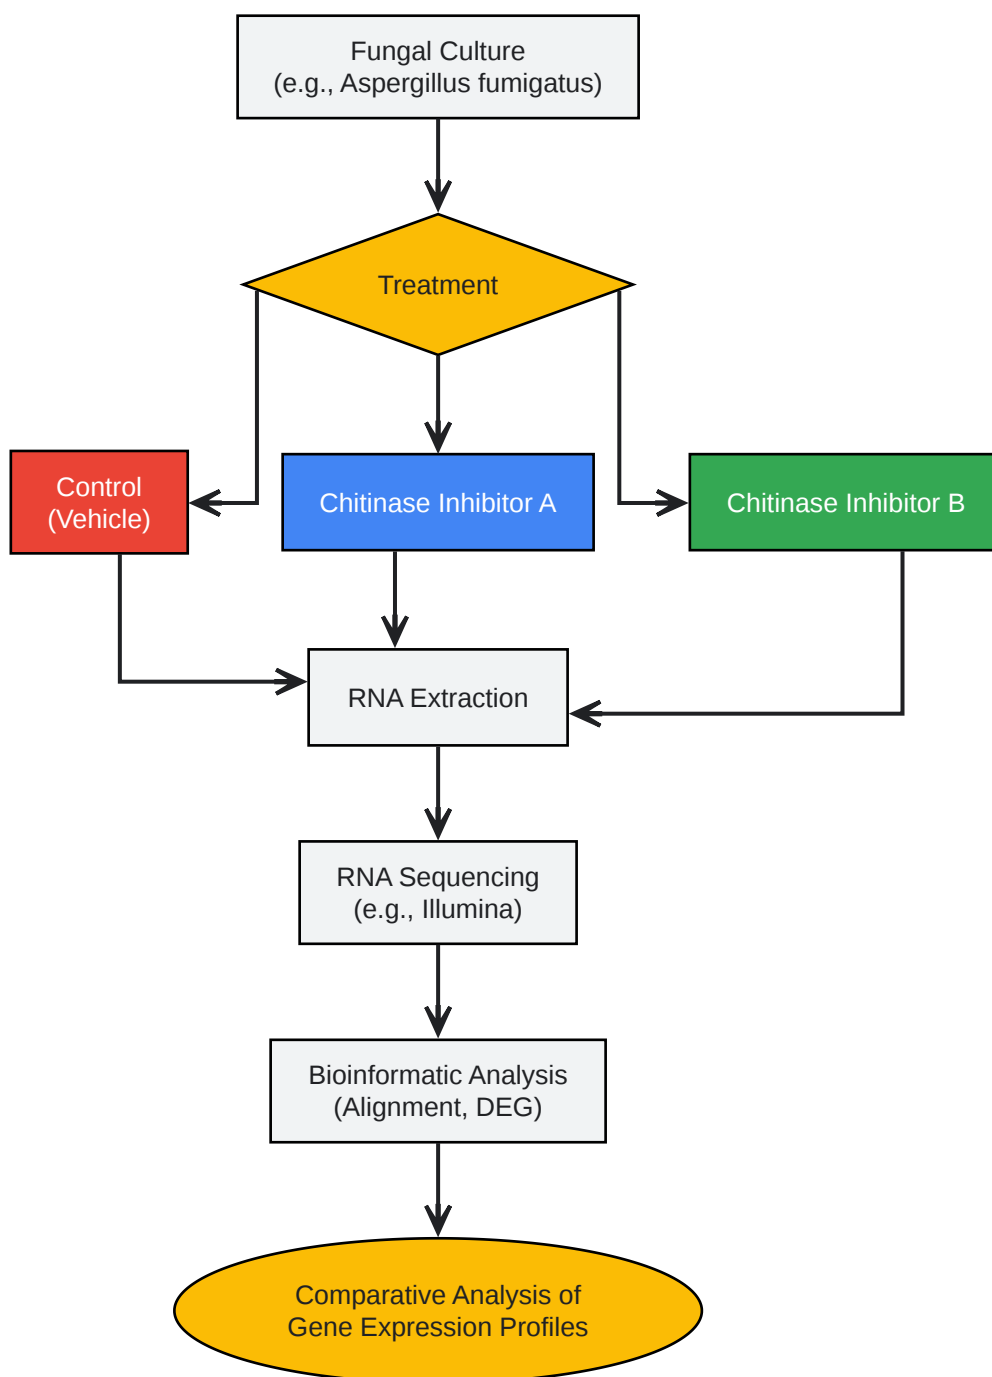 Fungal Culture
(e.g., Aspergillus fumigatus)
Treatment
Control
(Vehicle)
Chitinase Inhibitor A
Chitinase Inhibitor B
RNA Extraction
RNA Sequencing
(e.g., Illumina)
Bioinformatic Analysis
(Alignment, DEG)
Comparative Analysis of
Gene Expression Profiles